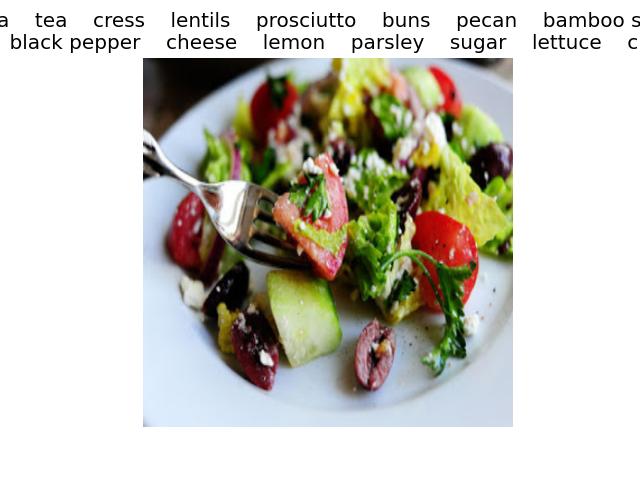 a tea cress lentils prosciutto buns pecan bamboo s
black pepper cheese lemon parsley sugar lettuce c